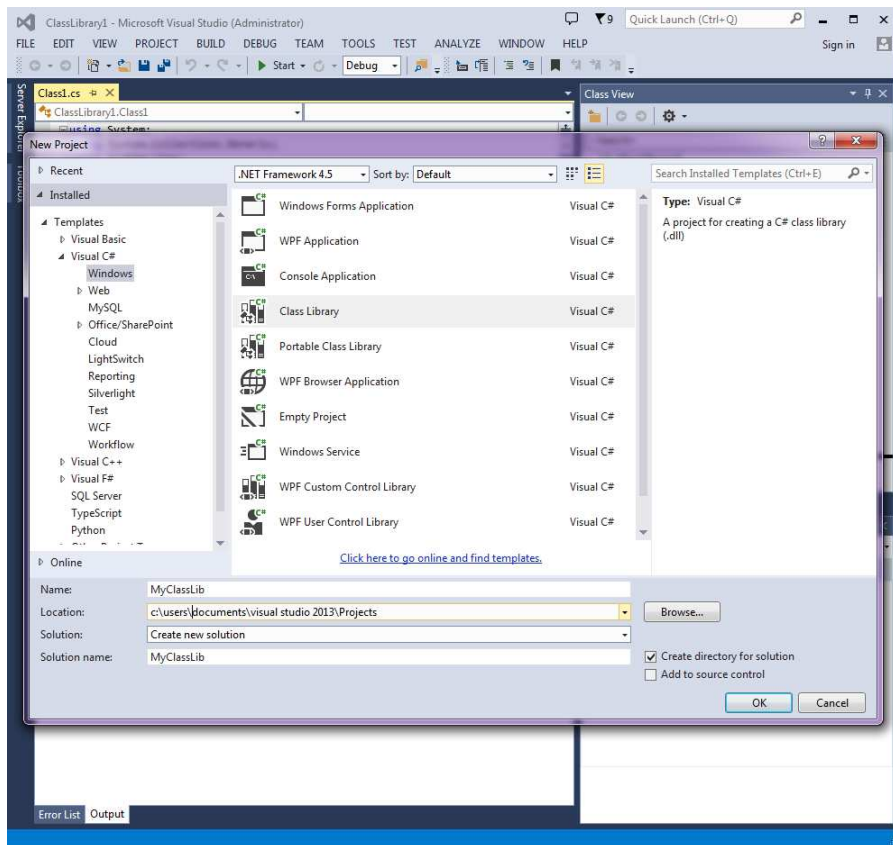 ClassLibrary1 - Microsoft Visual Studio (Administrator)
9
Quick Launch (Ctrl+Q)
FILE EDIT VIEW PROJECT BUILD DEBUG TEAM TOOLS TEST ANALYZE WINDOW HELP
Sign in
Start
Debug
Server Explorer
Toolbox
Class1.cs
Class View
ClassLibrary1.Class1
using System;
New Project
Recent
.NET Framework 4.5
Sort by: Default
Search Installed Templates (Ctrl+E)
Installed
Templates
Visual Basic
Visual C#
Windows
Web
MySQL
Office/SharePoint
Cloud
LightSwitch
Reporting
Silverlight
Test
WCF
Workflow
Visual C++
Visual F#
SQL Server
TypeScript
Python
Online
Windows Forms Application Visual C#
WPF Application Visual C#
Console Application Visual C#
Class Library Visual C#
Portable Class Library Visual C#
WPF Browser Application Visual C#
Empty Project Visual C#
Windows Service Visual C#
WPF Custom Control Library Visual C#
WPF User Control Library Visual C#
Click here to go online and find templates.
Type: Visual C#
A project for creating a C# class library
(.dll)
Name: MyClassLib
Location: c:\users\documents\visual studio 2013\Projects
Browse...
Solution: Create new solution
Solution name: MyClassLib
Create directory for solution
Add to source control
OK Cancel
Error List Output